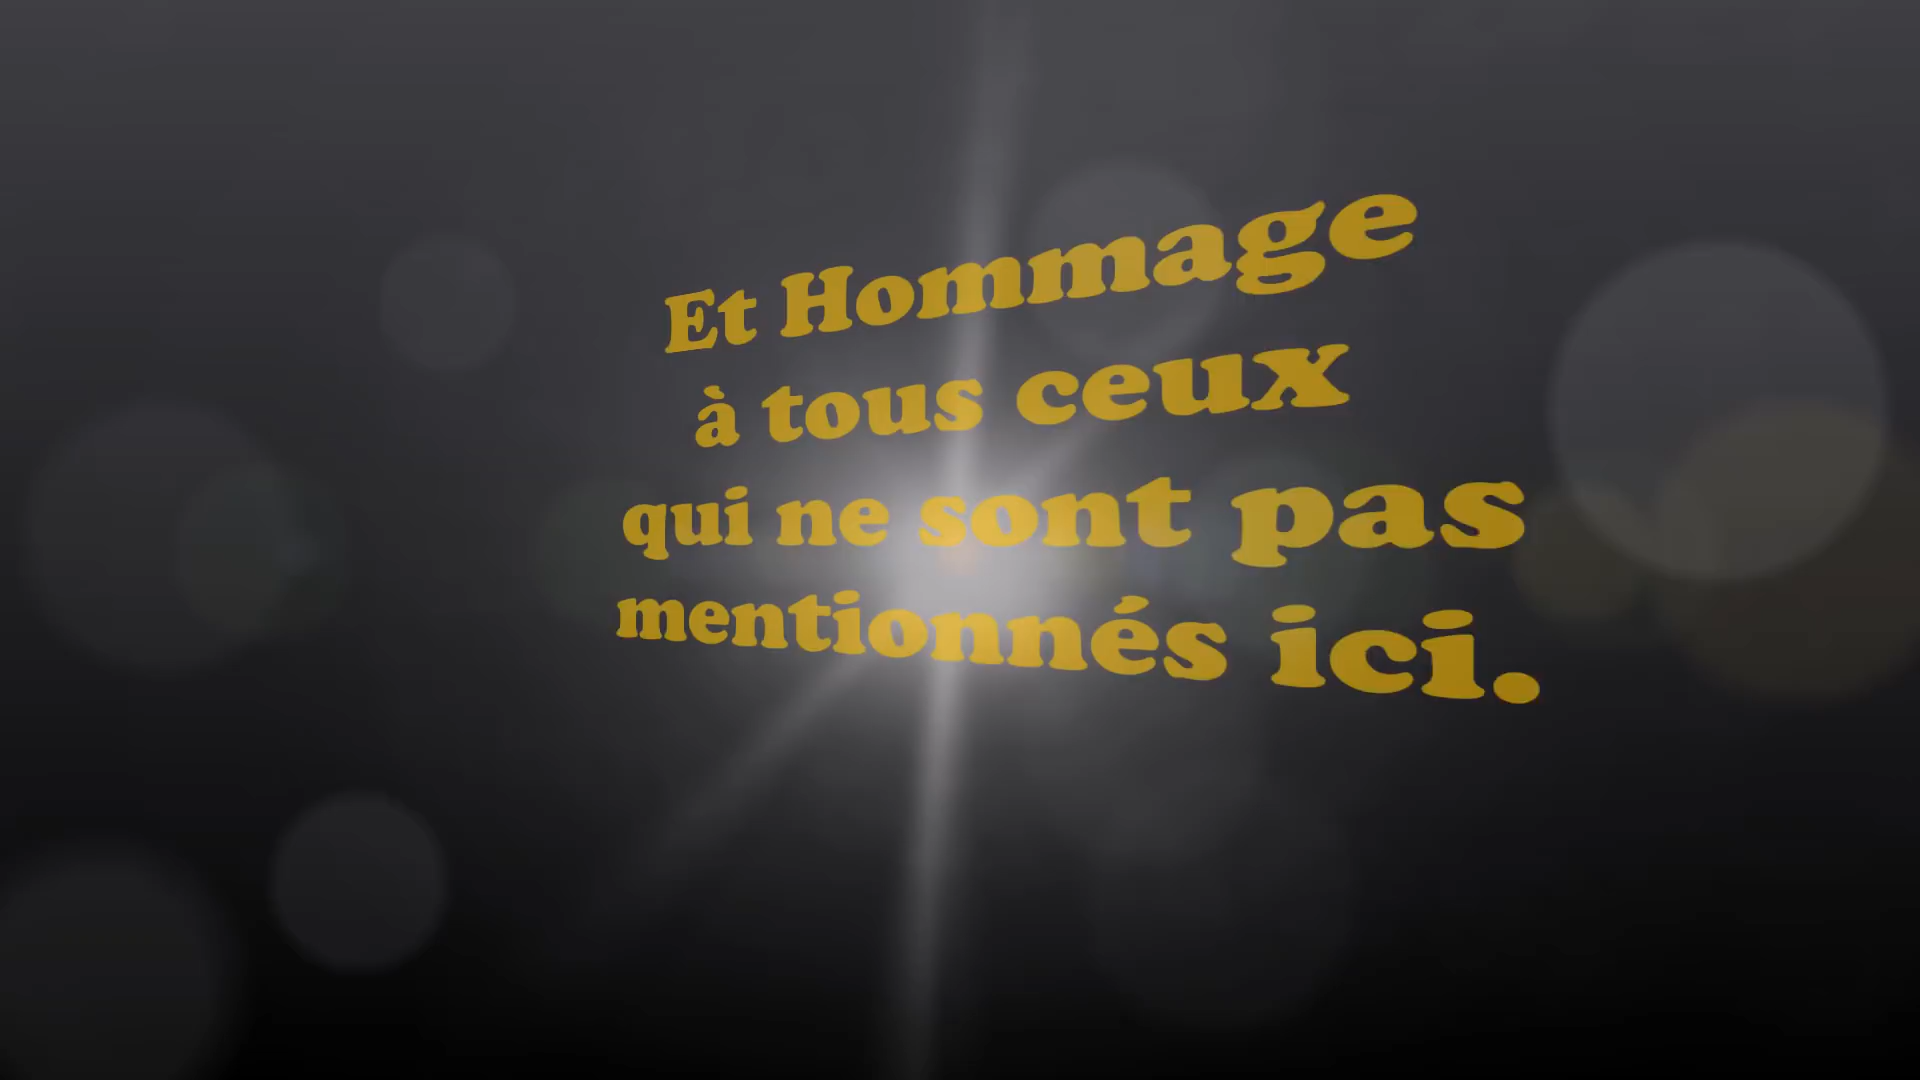 Et Hommage
à tous ceux
qui ne sont pas
mentionnés ici.